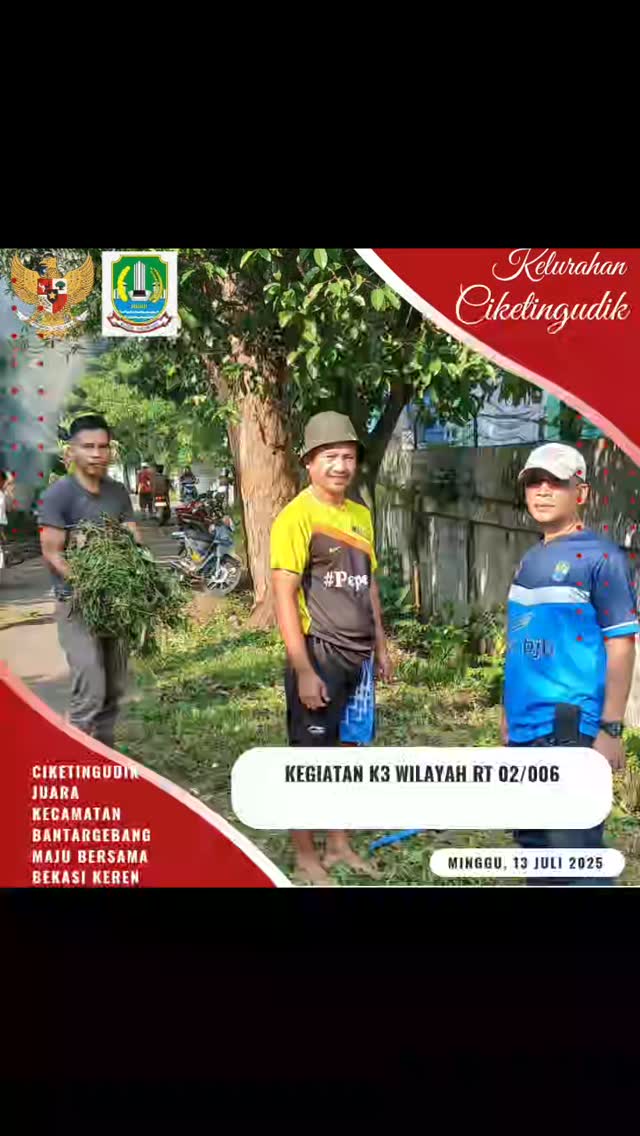 Kelurahan
Ciketingudik
#Pepe
KEGIATAN K3 WILAYAH RT 02/006
CIKETINGUDIK
JUARA
KECAMATAN
BANTARGEBANG
MAJU BERSAMA
BEKASI KEREN
MINGGU, 13 JULI 2025